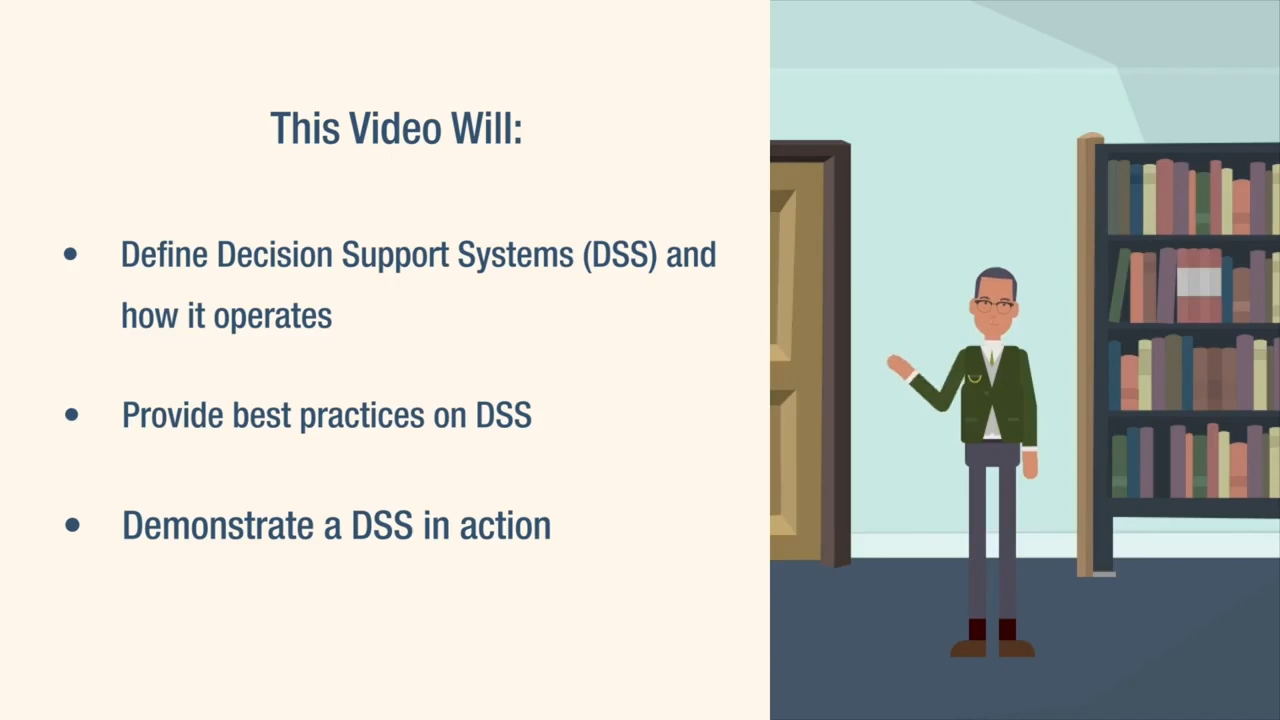 This Video Will:
• Define Decision Support Systems (DSS) and
how it operates
• Provide best practices on DSS
• Demonstrate a DSS in action